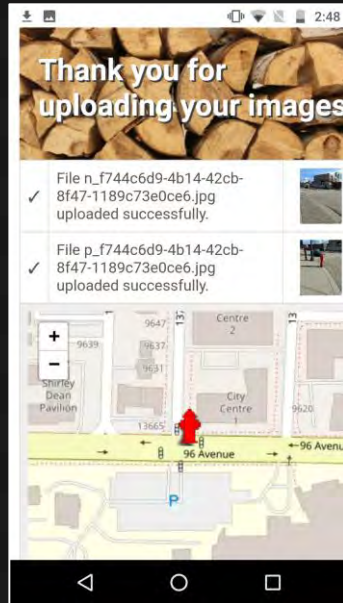 2:48
Thank you for
uploading your images
File n_f744c6d9-4b14-42cb-
8f47-1189c73e0ce6.jpg
uploaded successfully.
File p_f744c6d9-4b14-42cb-
8f47-1189c73e0ce6.jpg
uploaded successfully.
+
−
9639
9647
9637
9631
Centre
2
Shirley
Dean
Pavilion
13665
City
Centre
1
9620
96 Avenue
96 Avenu
P